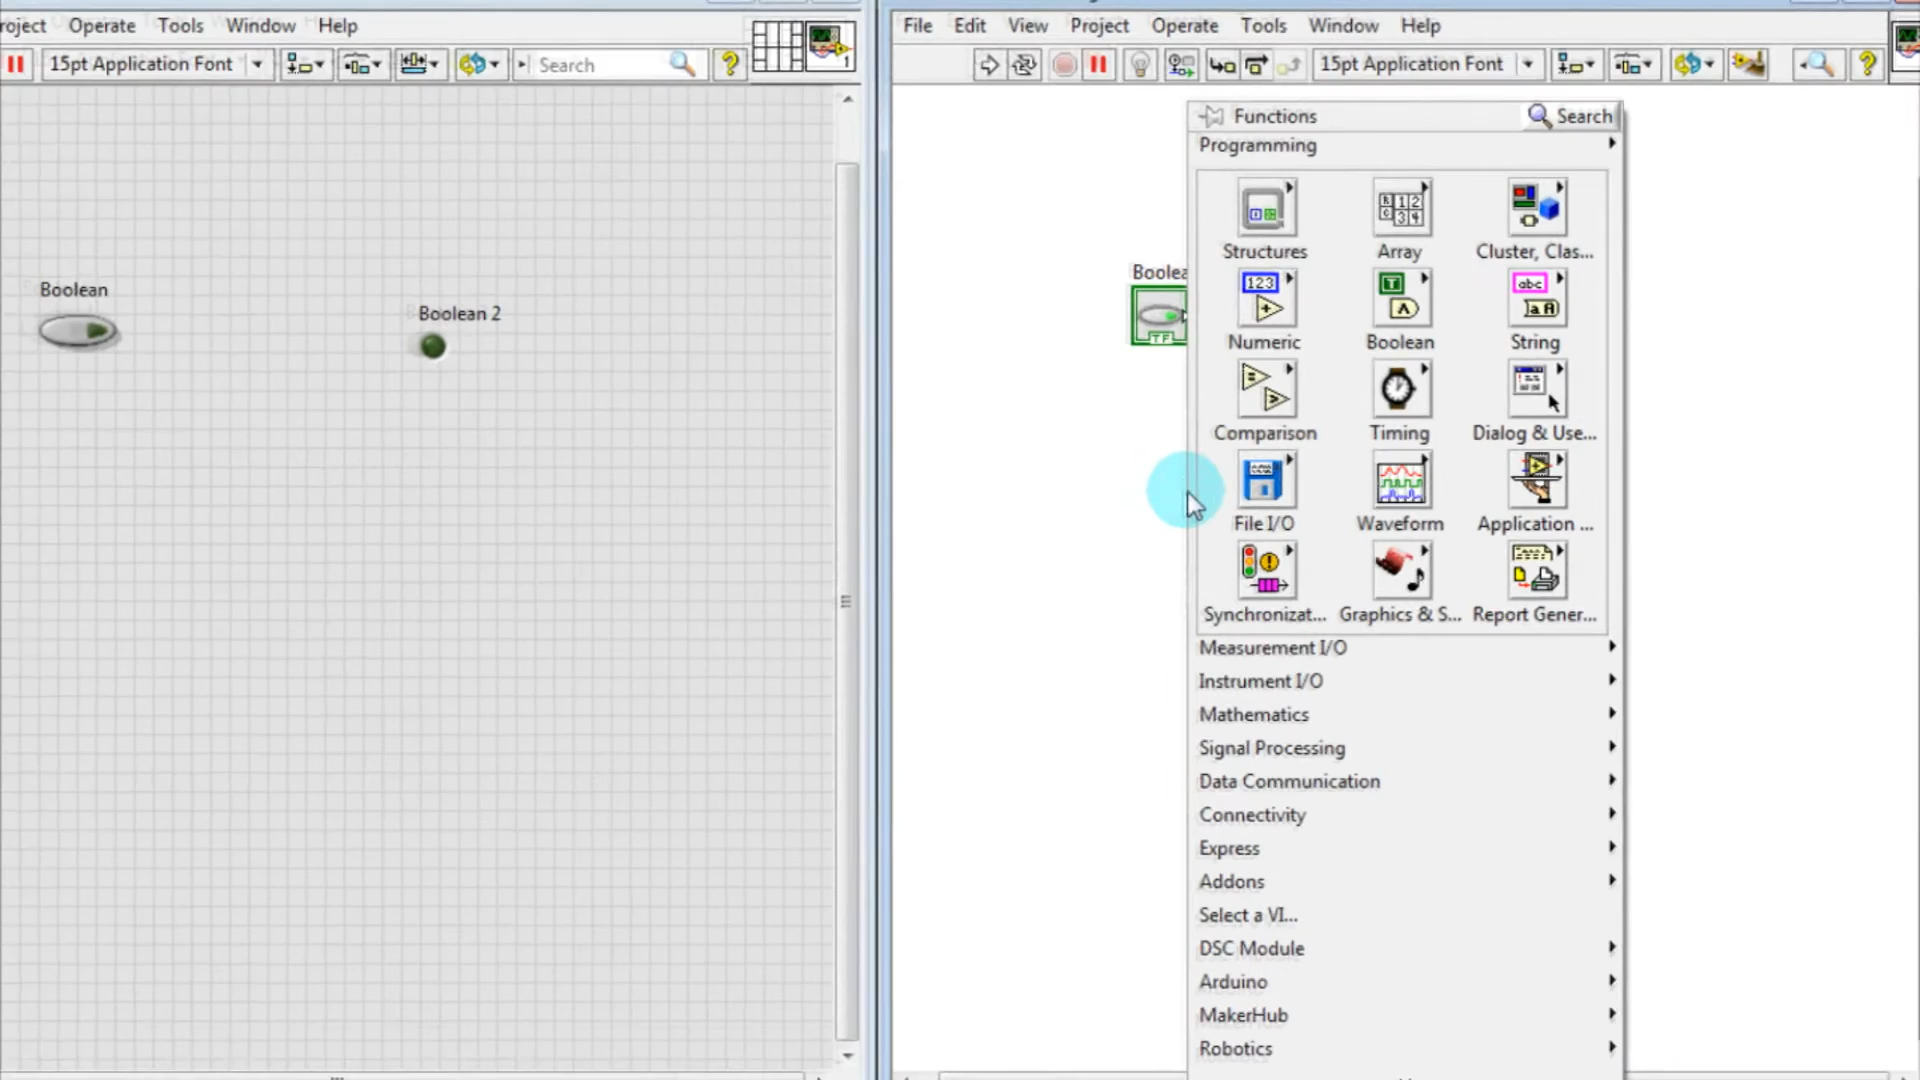 roject Operate Tools Window Help
15pt Application Font Search
1
Boolean
Boolean 2
File Edit View Project Operate Tools Window Help
15pt Application Font
Functions Search
Programming
Boolea
TF
Structures Array Cluster, Clas...
Numeric Boolean String
Comparison Timing Dialog & Use...
File I/O Waveform Application ...
Synchronizat... Graphics & S... Report Gener...
Measurement I/O
Instrument I/O
Mathematics
Signal Processing
Data Communication
Connectivity
Express
Addons
Select a VI...
DSC Module
Arduino
MakerHub
Robotics